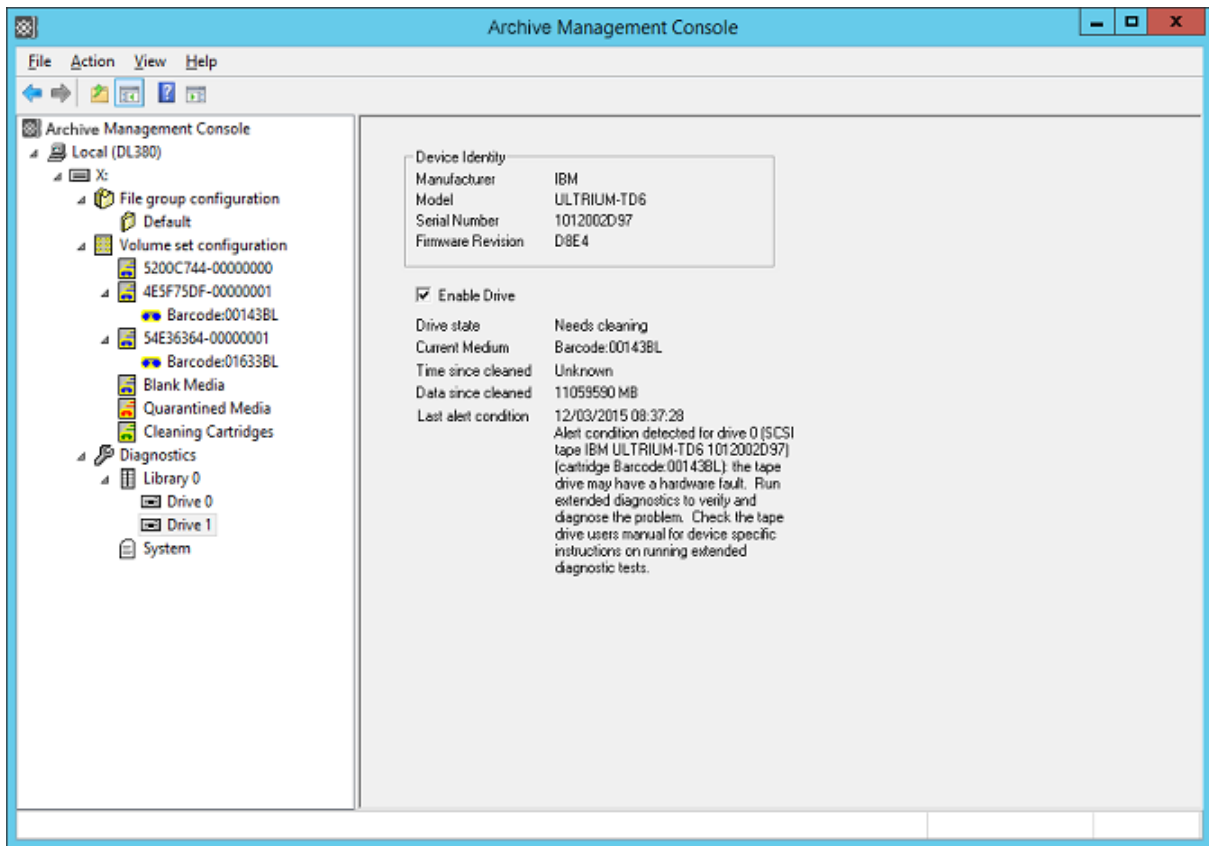 Archive Management Console
File Action View Help
Archive Management Console
Local (DL380)
X:
File group configuration
Default
Volume set configuration
5200C744-00000000
4E5F75DF-00000001
Barcode:00143BL
54E36364-00000001
Barcode:01633BL
Blank Media
Quarantined Media
Cleaning Cartridges
Diagnostics
Library 0
Drive 0
Drive 1
System
Device Identity
Manufacturer IBM
Model ULTRIUM-TD6
Serial Number 1012002D97
Firmware Revision D8E4
Enable Drive
Drive state Needs cleaning
Current Medium Barcode:00143BL
Time since cleaned Unknown
Data since cleaned 11059590 MB
Last alert condition 12/03/2015 08:37:28
Alert condition detected for drive 0 (SCSI
tape IBM ULTRIUM-TD6 1012002D97)
(cartridge Barcode:00143BL): the tape
drive may have a hardware fault. Run
extended diagnostics to verify and
diagnose the problem. Check the tape
drive users manual for device specific
instructions on running extended
diagnostic tests.